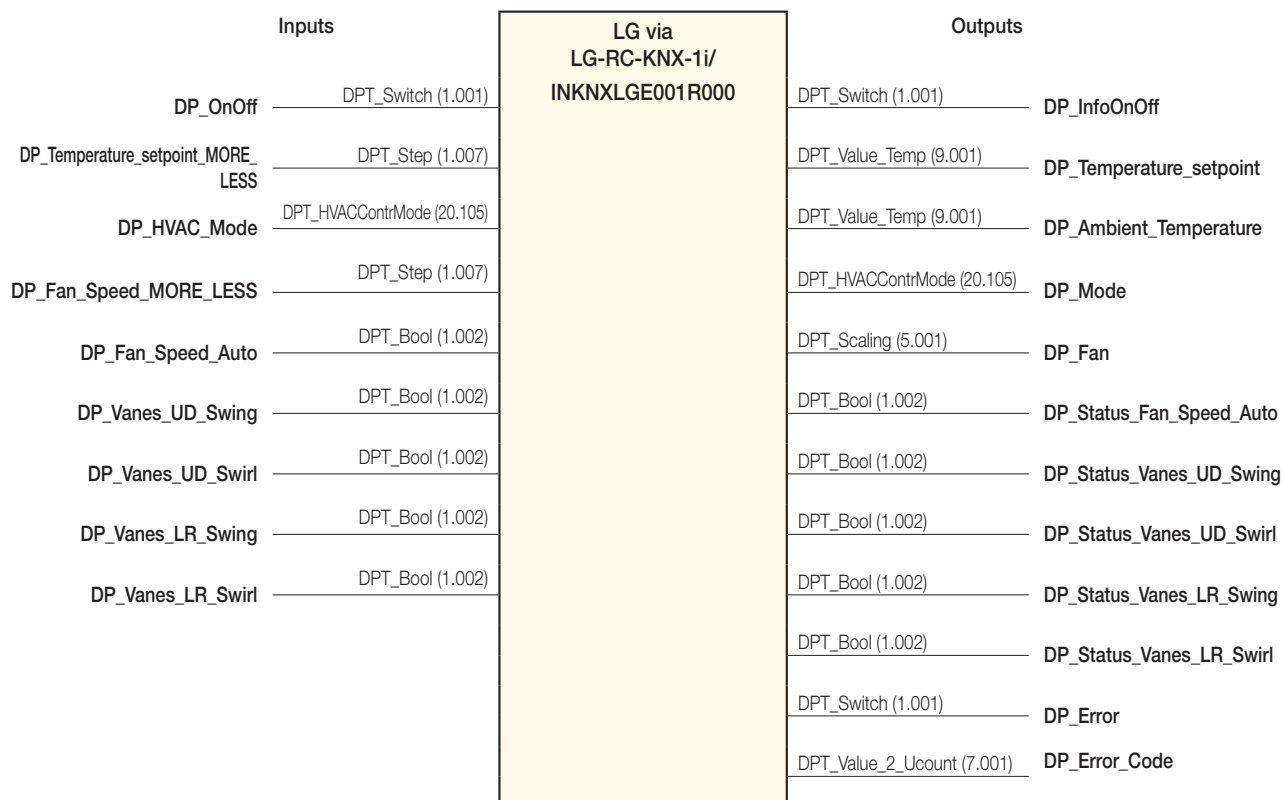 Inputs
LG via
LG-RC-KNX-1i/
INKNXLGE001R000
Outputs
DP_OnOff
DPT_Switch (1.001)
DP_Temperature_setpoint_MORE_
LESS
DPT_Step (1.007)
DP_HVAC_Mode
DPT_HVACContrMode (20.105)
DP_Fan_Speed_MORE_LESS
DPT_Step (1.007)
DP_Fan_Speed_Auto
DPT_Bool (1.002)
DP_Vanes_UD_Swing
DPT_Bool (1.002)
DP_Vanes_UD_Swirl
DPT_Bool (1.002)
DP_Vanes_LR_Swing
DPT_Bool (1.002)
DP_Vanes_LR_Swirl
DPT_Bool (1.002)
DPT_Switch (1.001)
DP_InfoOnOff
DPT_Value_Temp (9.001)
DP_Temperature_setpoint
DPT_Value_Temp (9.001)
DP_Ambient_Temperature
DPT_HVACContrMode (20.105)
DP_Mode
DPT_Scaling (5.001)
DP_Fan
DPT_Bool (1.002)
DP_Status_Fan_Speed_Auto
DPT_Bool (1.002)
DP_Status_Vanes_UD_Swing
DPT_Bool (1.002)
DP_Status_Vanes_UD_Swirl
DPT_Bool (1.002)
DP_Status_Vanes_LR_Swing
DPT_Bool (1.002)
DP_Status_Vanes_LR_Swirl
DPT_Switch (1.001)
DP_Error
DPT_Value_2_Ucount (7.001)
DP_Error_Code